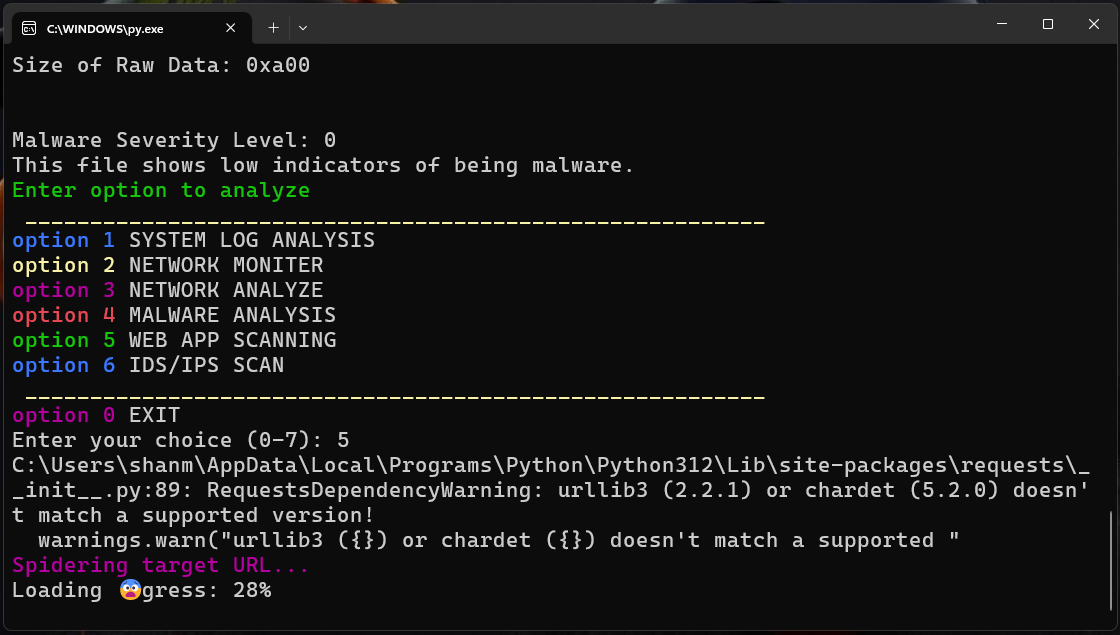 C:\WINDOWS\py.exe
Size of Raw Data: 0xa00
Malware Severity Level: 0
This file shows low indicators of being malware.
Enter option to analyze
_________________________________________________________
option 1 SYSTEM LOG ANALYSIS
option 2 NETWORK MONITER
option 3 NETWORK ANALYZE
option 4 MALWARE ANALYSIS
option 5 WEB APP SCANNING
option 6 IDS/IPS SCAN
_________________________________________________________
option 0 EXIT
Enter your choice (0-7): 5
C:\Users\shanm\AppData\Local\Programs\Python\Python312\Lib\site-packages\requests\_
_init__.py:89: RequestsDependencyWarning: urllib3 (2.2.1) or chardet (5.2.0) doesn'
t match a supported version!
  warnings.warn("urllib3 ({}) or chardet ({}) doesn't match a supported "
Spidering target URL...
Loading 😨gress: 28%